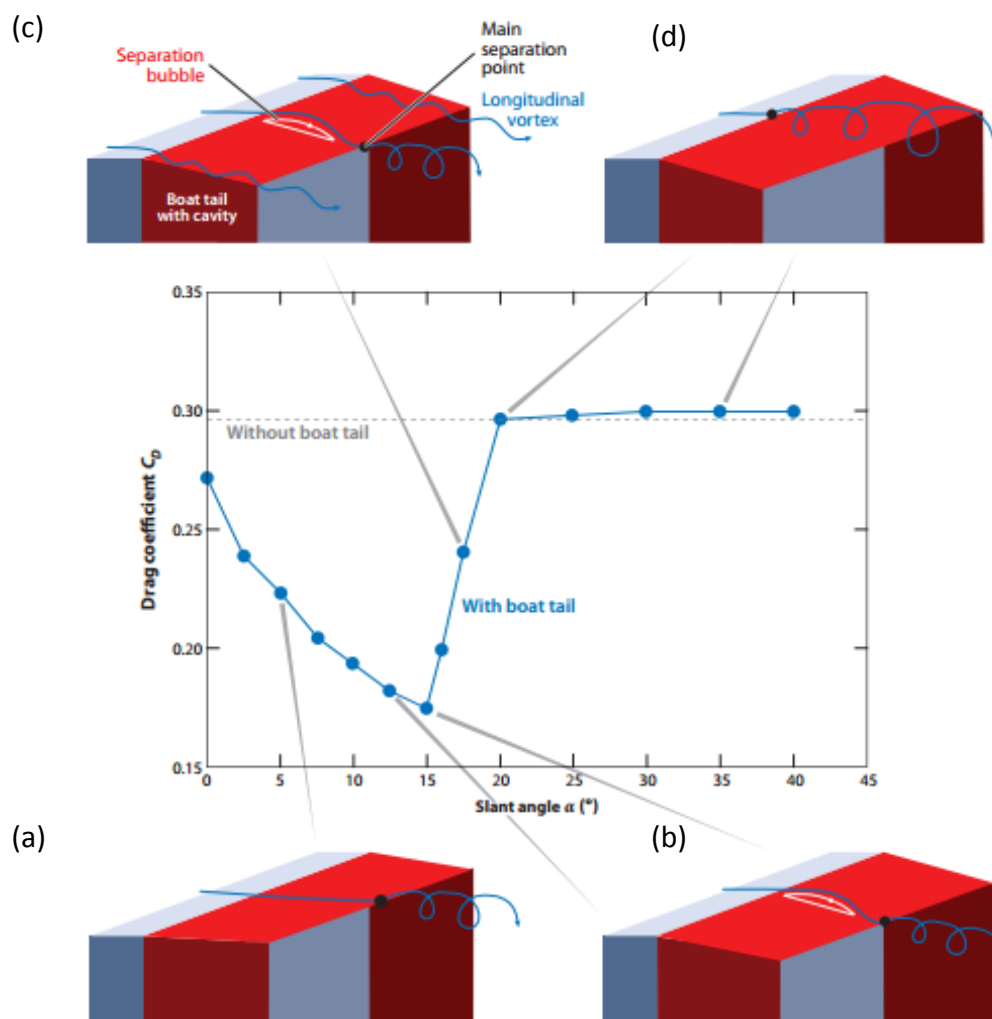 (c)
(d)
Main
separation
point
Separation
bubble
Longitudinal
vortex
Boat tail
with cavity
0.35
0.30
0.25
0.20
0.15
Drag coefficient C_D
Without boat tail
With boat tail
0 5 10 15 20 25 30 35 40 45
Slant angle α (°)
(a)
(b)